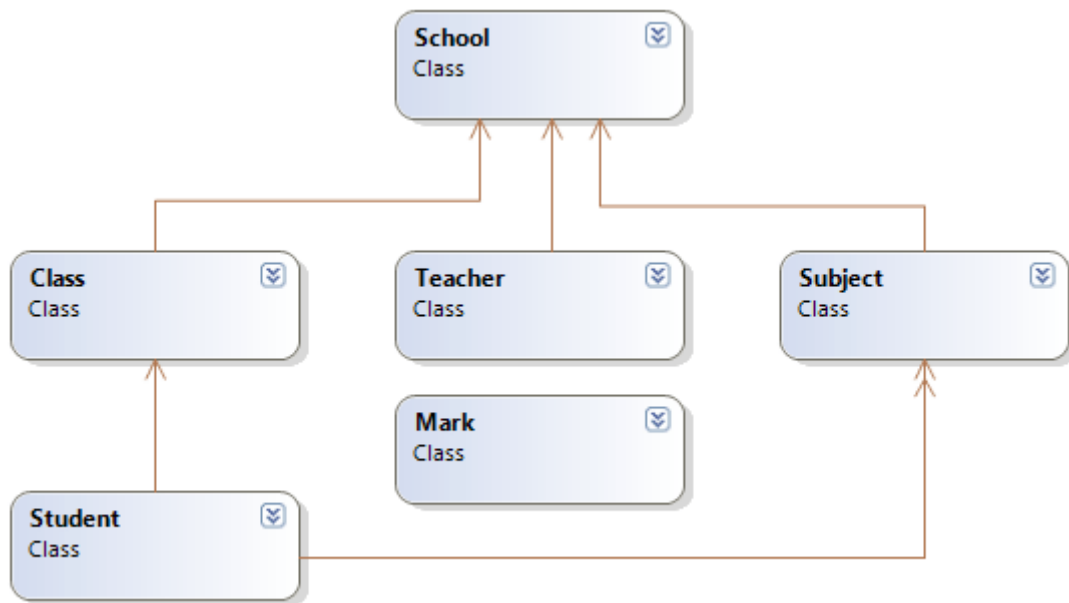 School
Class
Class
Class
Teacher
Class
Subject
Class
Mark
Class
Student
Class